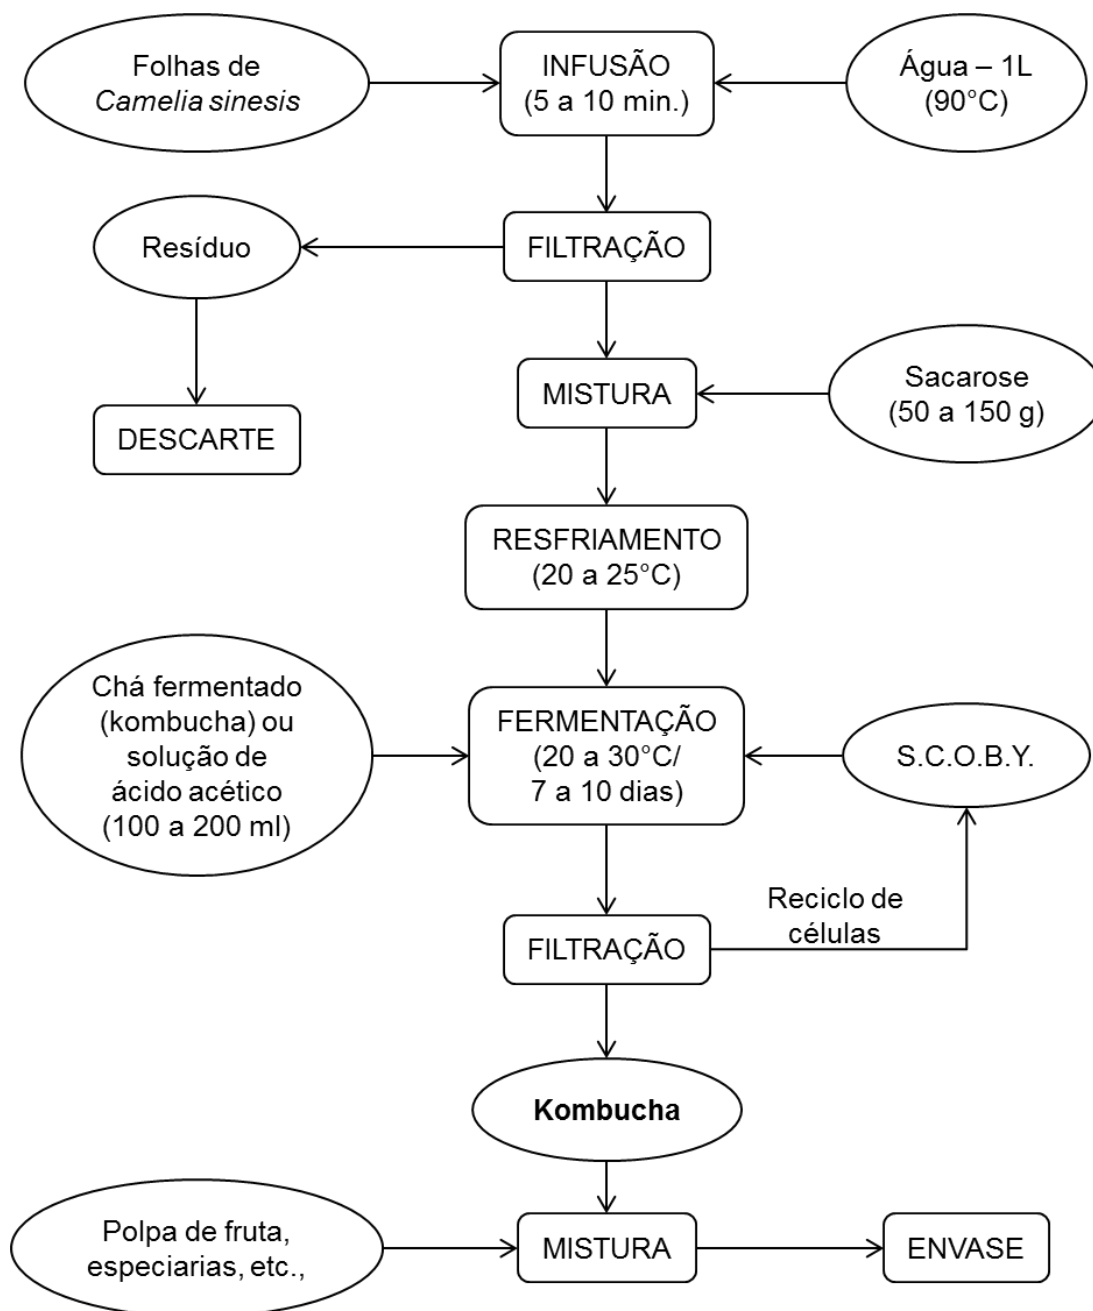 Folhas de
Camelia sinesis
INFUSÃO
(5 a 10 min.)
Água – 1L
(90°C)
Resíduo
FILTRAÇÃO
DESCARTE
MISTURA
Sacarose
(50 a 150 g)
RESFRIAMENTO
(20 a 25°C)
Chá fermentado
(kombucha) ou
solução de
ácido acético
(100 a 200 ml)
FERMENTAÇÃO
(20 a 30°C/
7 a 10 dias)
S.C.O.B.Y.
Reciclo de
células
FILTRAÇÃO
Kombucha
Polpa de fruta,
especiarias, etc.,
MISTURA
ENVASE